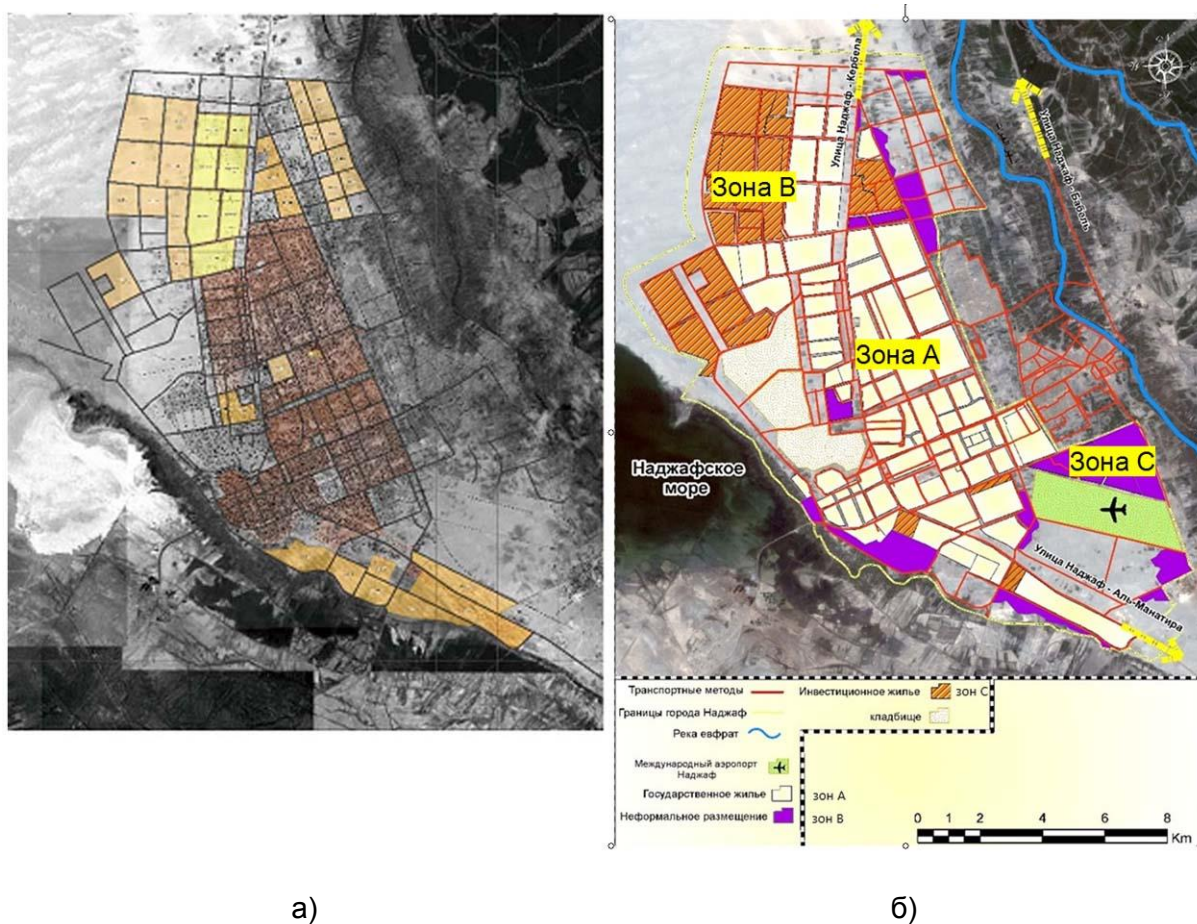 Улица Наджаф - Кербела
Улица Наджаф - Бабель
Зона B
Зона A
Зона C
Наджафское
море
Улица Наджаф - Аль-Манатира
Транспортные методы
Инвестиционное жилье
зон C
Границы города Наджаф
кладбище
Река евфрат
Международный аэропорт
Наджаф
Государственное жилье
зон A
Неформальное размещение
зон B
0 1 2 4 6 8
Km
а)
б)